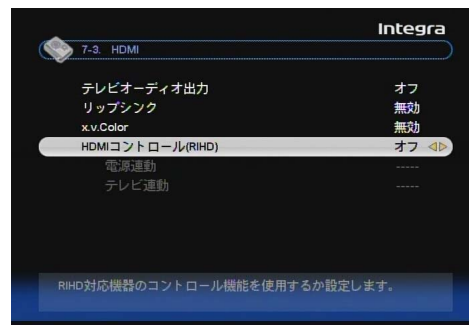 Integra
7-3. HDMI
テレビオーディオ出力 オフ
リップシンク 無効
x.v.Color 無効
HDMIコントロール(RIHD) オフ
電源連動 -----
テレビ連動 -----
RIHD対応機器のコントロール機能を使用するか設定します。